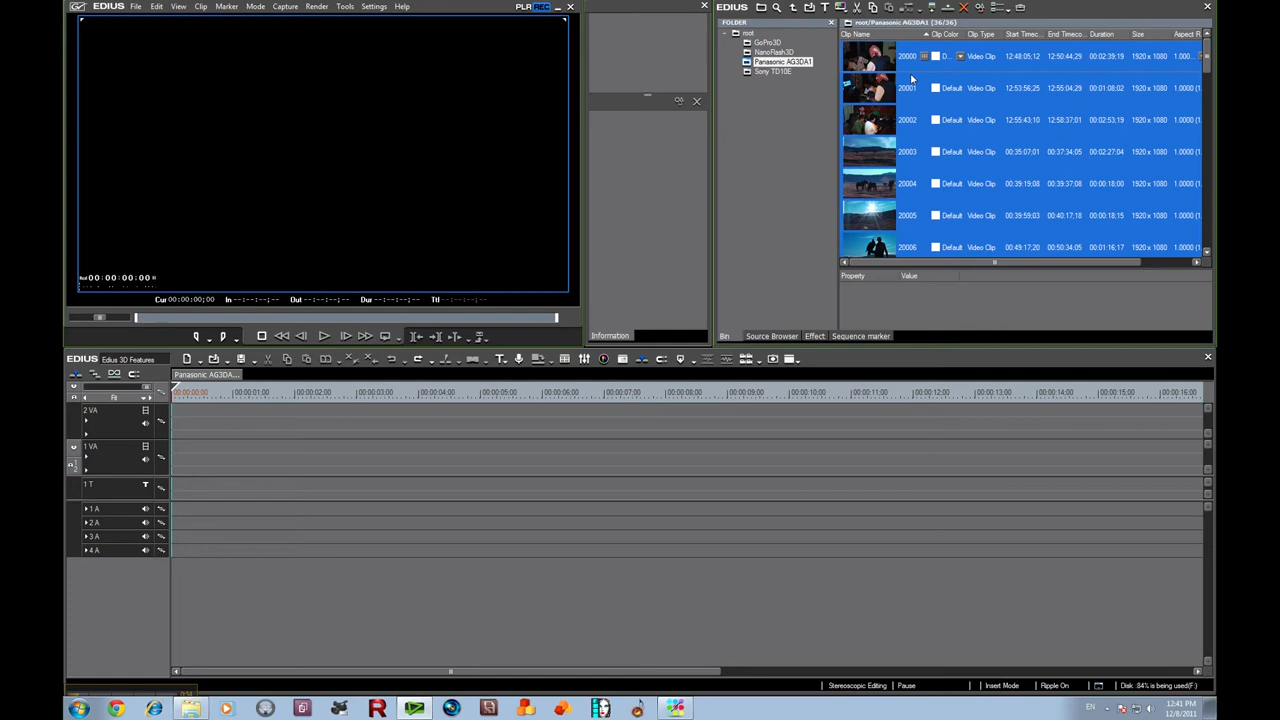 EDIUS File Edit View Clip Marker Mode Capture Render Tools Settings Help PLR REC
EDIUS
FOLDER
root
GoPro3D
NanoFlash3D
Panasonic AG3DA1
Sony TD10E
root/Panasonic AG3DA1 (36/36)
Clip Name Clip Color Clip Type Start Timec... End Timeco... Duration Size Aspect R
20000 D... Video Clip 12:48:05;12 12:50:44;29 00:02:39;19 1920 x 1080 1.000...
20001 Default Video Clip 12:53:56;25 12:55:04;29 00:01:08;02 1920 x 1080 1.0000 (1
20002 Default Video Clip 12:55:43;10 12:58:37;01 00:02:53;19 1920 x 1080 1.0000 (1
20003 Default Video Clip 00:35:07;01 00:37:34;05 00:02:27;04 1920 x 1080 1.0000 (1
20004 Default Video Clip 00:39:19;08 00:39:37;08 00:00:18;00 1920 x 1080 1.0000 (1
20005 Default Video Clip 00:39:59;03 00:40:17;18 00:00:18;15 1920 x 1080 1.0000 (1
20006 Default Video Clip 00:49:17;20 00:50:34;05 00:01:16;17 1920 x 1080 1.0000 (1
Property Value
00:00:00:00
Cur 00:00:00;00 In --:--:--;-- Out --:--:--;-- Dur --:--:--;-- Ttl --:--:--;--
Information
Bin Source Browser Effect Sequence marker
EDIUS Edius 3D Features
Panasonic AG3DA...
Fit
00:00:00;00 00:00:01;00 00:00:02;00 00:00:03;00 00:00:04;00 00:00:05;00 00:00:06;00 00:00:07;00 00:00:08;00 00:00:09;00 00:00:10;00 00:00:11;00 00:00:12;00 00:00:13;00 00:00:14;00 00:00:15;00 00:00:16;00
2 VA
1 VA
1 T T
1 A
2 A
3 A
4 A
Stereoscopic Editing Pause Insert Mode Ripple On Disk :84% is being used(F:)
EN
12:41 PM
12/8/2011